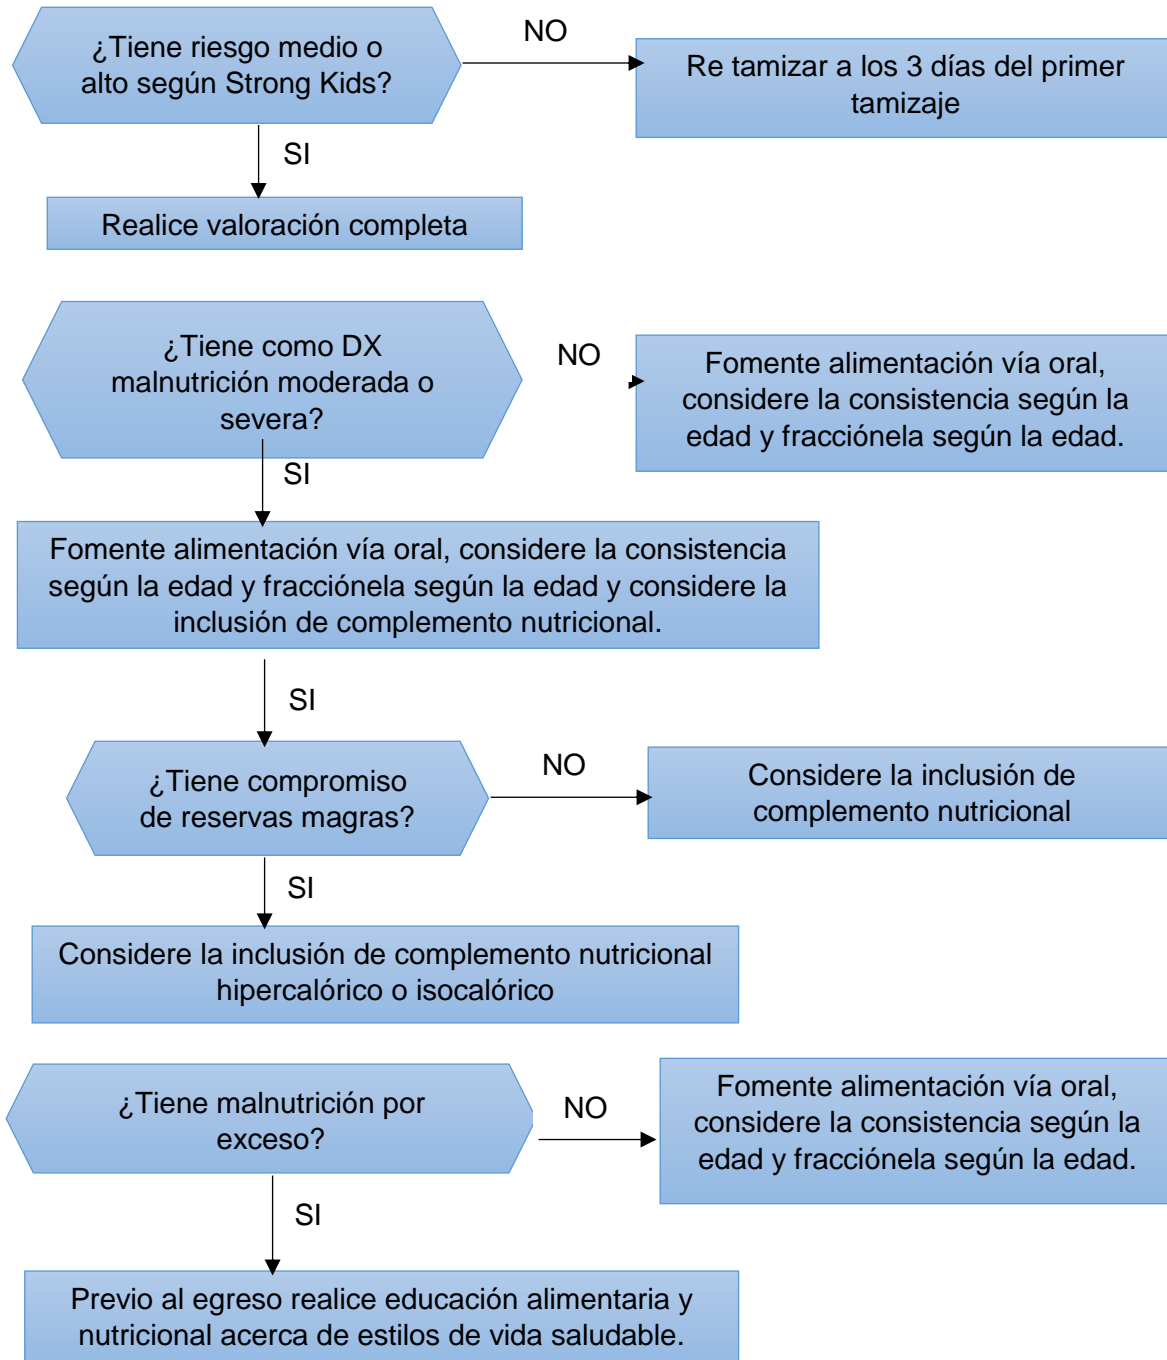 ¿Tiene riesgo medio o
alto según Strong Kids?
NO
Re tamizar a los 3 días del primer
tamizaje
SI
Realice valoración completa
¿Tiene como DX
malnutrición moderada o
severa?
NO
Fomente alimentación vía oral,
considere la consistencia según la
edad y fracciónela según la edad.
SI
Fomente alimentación vía oral, considere la consistencia
según la edad y fracciónela según la edad y considere la
inclusión de complemento nutricional.
SI
¿Tiene compromiso
de reservas magras?
NO
Considere la inclusión de
complemento nutricional
SI
Considere la inclusión de complemento nutricional
hipercalórico o isocalórico
¿Tiene malnutrición por
exceso?
NO
Fomente alimentación vía oral,
considere la consistencia según la
edad y fracciónela según la edad.
SI
Previo al egreso realice educación alimentaria y
nutricional acerca de estilos de vida saludable.